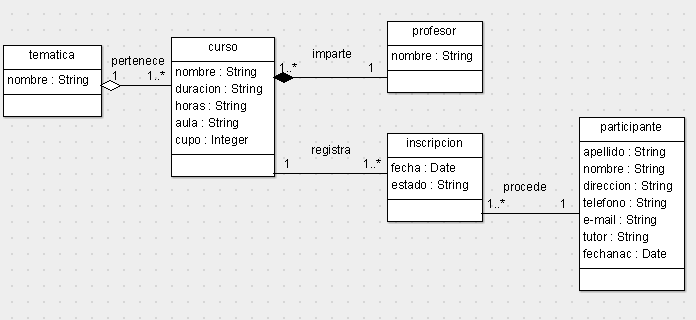 tematica
nombre : String
pertenece
1
1..*
curso
nombre : String
duracion : String
horas : String
aula : String
cupo : Integer
imparte
1..*
1
profesor
nombre : String
registra
1
1..*
inscripcion
fecha : Date
estado : String
procede
1..*
1
participante
apellido : String
nombre : String
direccion : String
telefono : String
e-mail : String
tutor : String
fechanac : Date